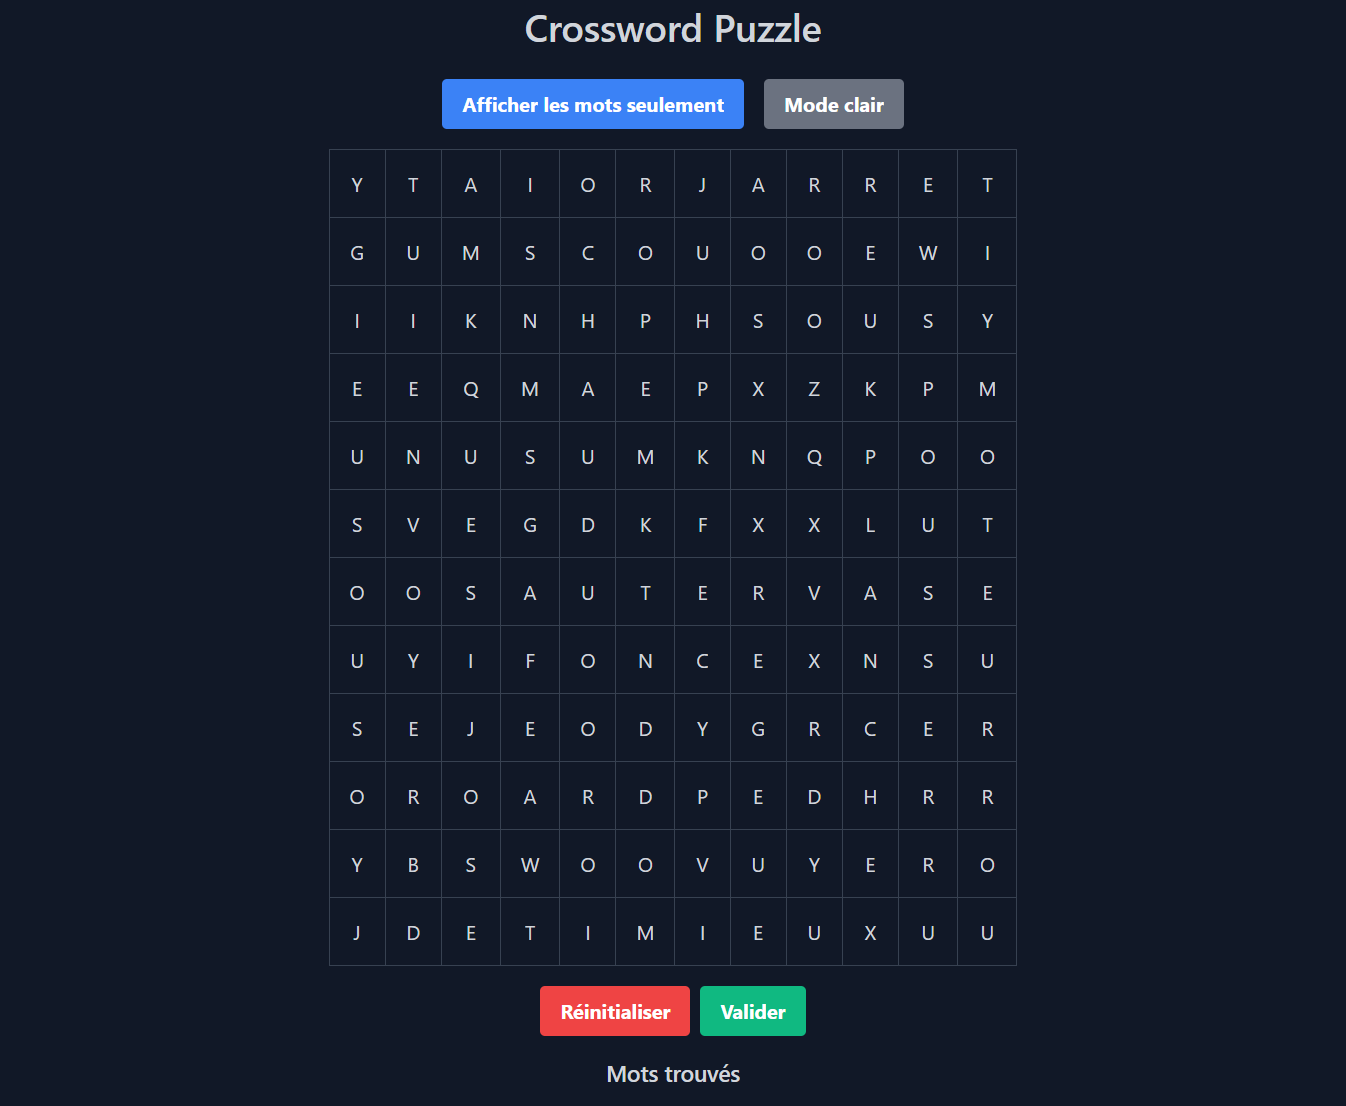 Crossword Puzzle
Afficher les mots seulement Mode clair
Y T A I O R J A R R E T
G U M S C O U O O E W I
I I K N H P H S O U S Y
E E Q M A E P X Z K P M
U N U S U M K N Q P O O
S V E G D K F X X L U T
O O S A U T E R V A S E
U Y I F O N C E X N S U
S E J E O D Y G R C E R
O R O A R D P E D H R R
Y B S W O O V U Y E R O
J D E T I M I E U X U U
Réinitialiser Valider
Mots trouvés